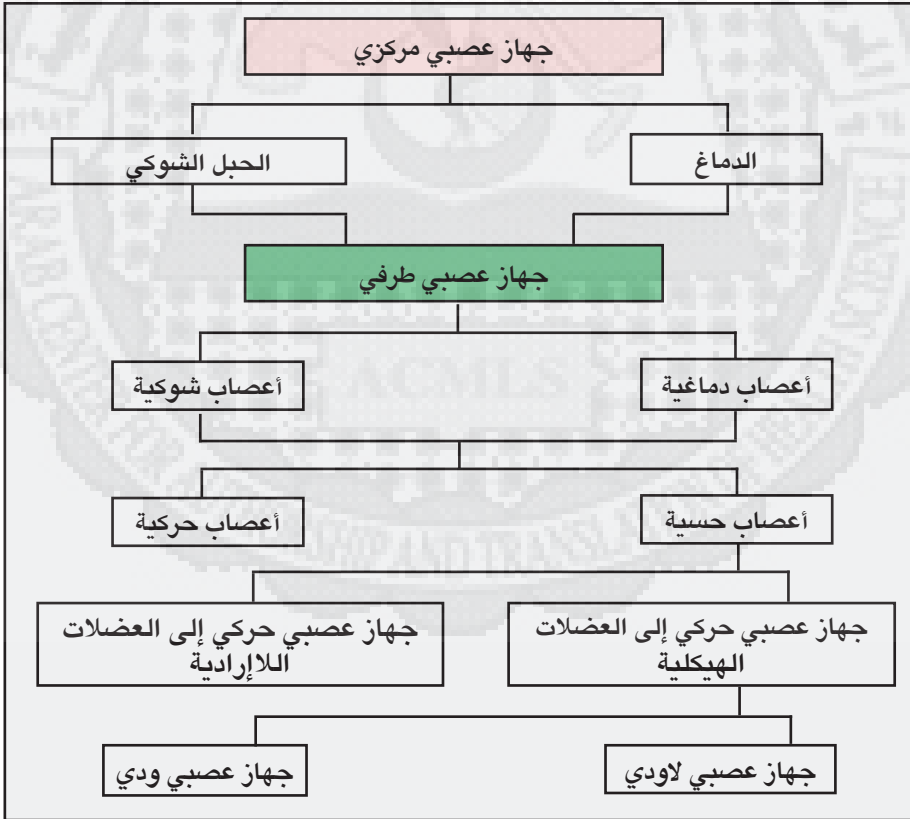 جهاز عصبي مركزي
الدماغ
الحبل الشوكي
جهاز عصبي طرفي
أعصاب دماغية
أعصاب شوكية
أعصاب حسية
أعصاب حركية
جهاز عصبي حركي إلى العضلات
الهيكلية
جهاز عصبي حركي إلى العضلات
اللاإرادية
جهاز عصبي لاودي
جهاز عصبي ودي